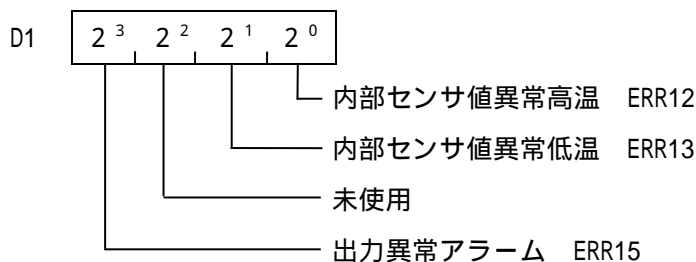 D1 2³ 2² 2¹ 2⁰
内部センサ値異常高温 ERR12
内部センサ値異常低温 ERR13
未使用
出力異常アラーム ERR15